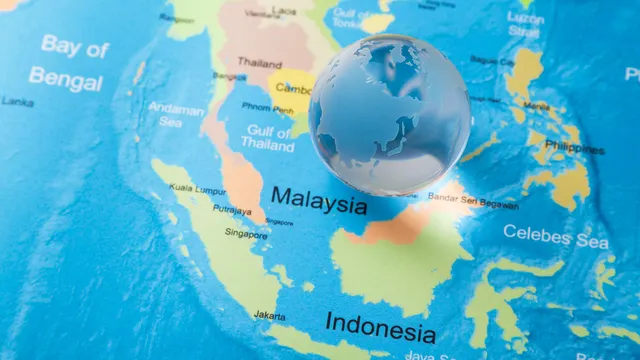 Rangoon
Vientiane
Laos
Gulf of
Tonkin
Luzon
Strait
Bay of
Bengal
Thailand
Bangkok
Baguio City
Lanka
Andaman
Sea
Phnom Penh
Manila
Gulf of
Thailand
Philippines
Kuala Lumpur
Malaysia
Bandar Seri Begawan
Putrajaya
Singapore
Singapore
Celebes Sea
Jakarta
Indonesia
Java Sea